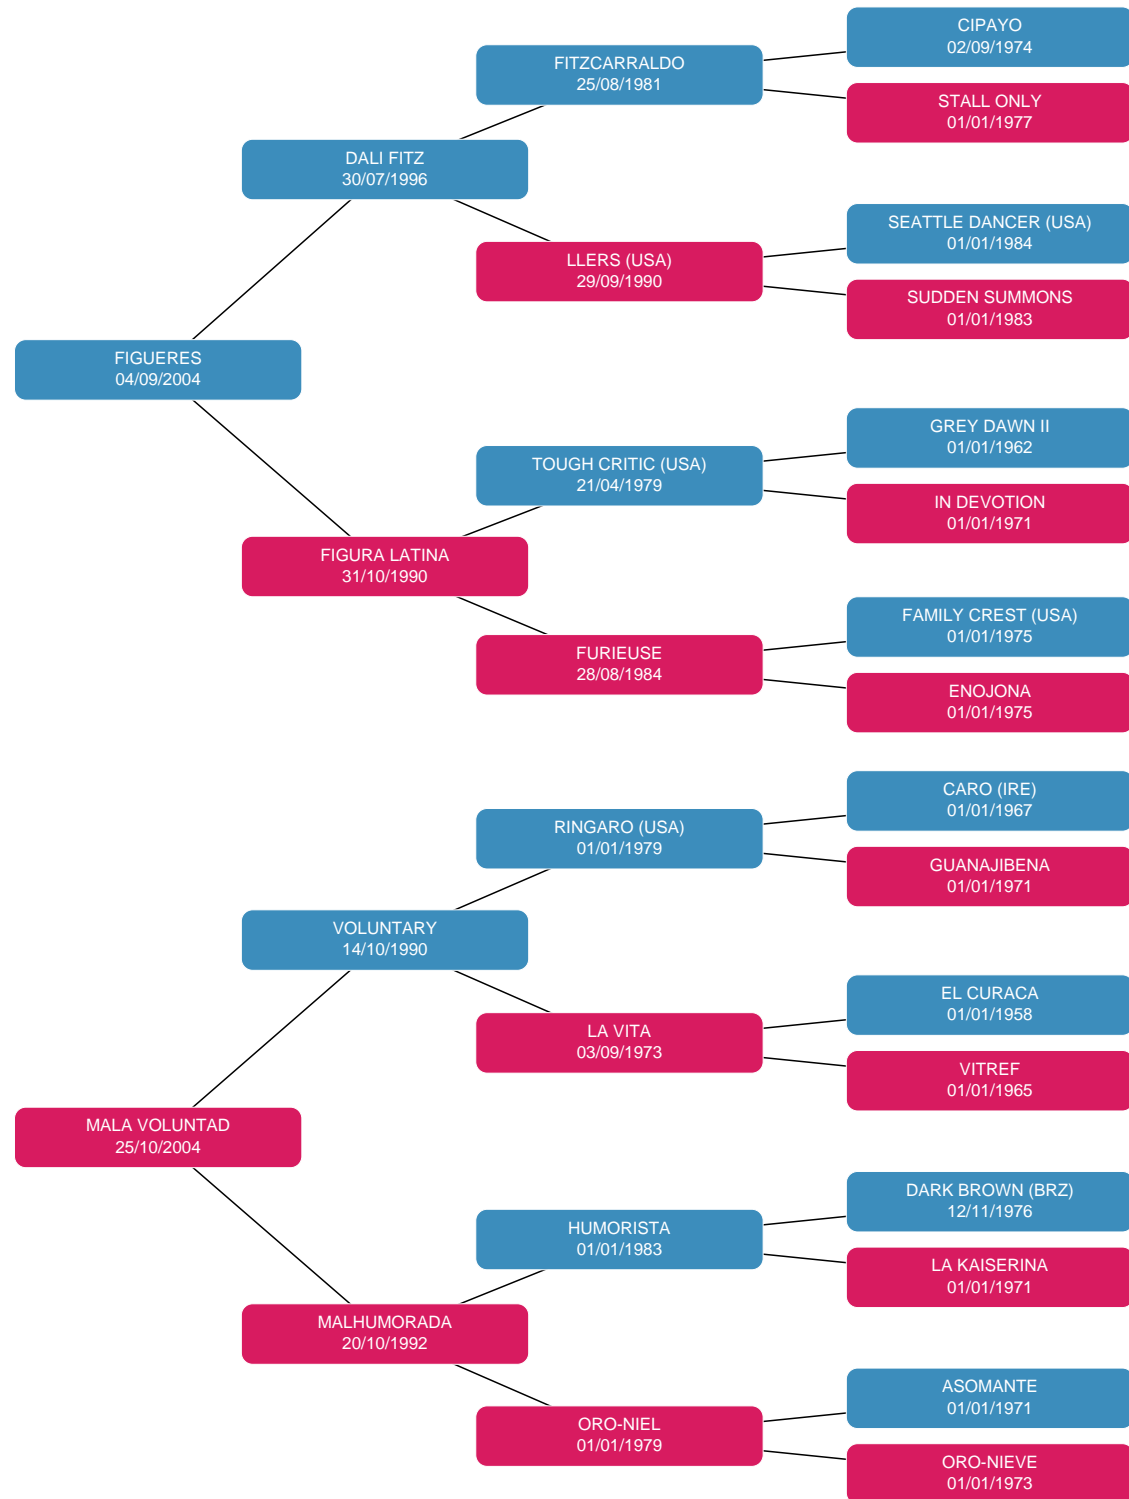 CIPAYO
02/09/1974
FITZCARRALDO
25/08/1981
STALL ONLY
01/01/1977
DALI FITZ
30/07/1996
SEATTLE DANCER (USA)
01/01/1984
LLERS (USA)
29/09/1990
SUDDEN SUMMONS
01/01/1983
FIGUERES
04/09/2004
GREY DAWN II
01/01/1962
TOUGH CRITIC (USA)
21/04/1979
IN DEVOTION
01/01/1971
FIGURA LATINA
31/10/1990
FAMILY CREST (USA)
01/01/1975
FURIEUSE
28/08/1984
ENOJONA
01/01/1975
CARO (IRE)
01/01/1967
RINGARO (USA)
01/01/1979
GUANAJIBENA
01/01/1971
VOLUNTARY
14/10/1990
EL CURACA
01/01/1958
LA VITA
03/09/1973
VITREF
01/01/1965
MALA VOLUNTAD
25/10/2004
DARK BROWN (BRZ)
12/11/1976
HUMORISTA
01/01/1983
LA KAISERINA
01/01/1971
MALHUMORADA
20/10/1992
ASOMANTE
01/01/1971
ORO-NIEL
01/01/1979
ORO-NIEVE
01/01/1973